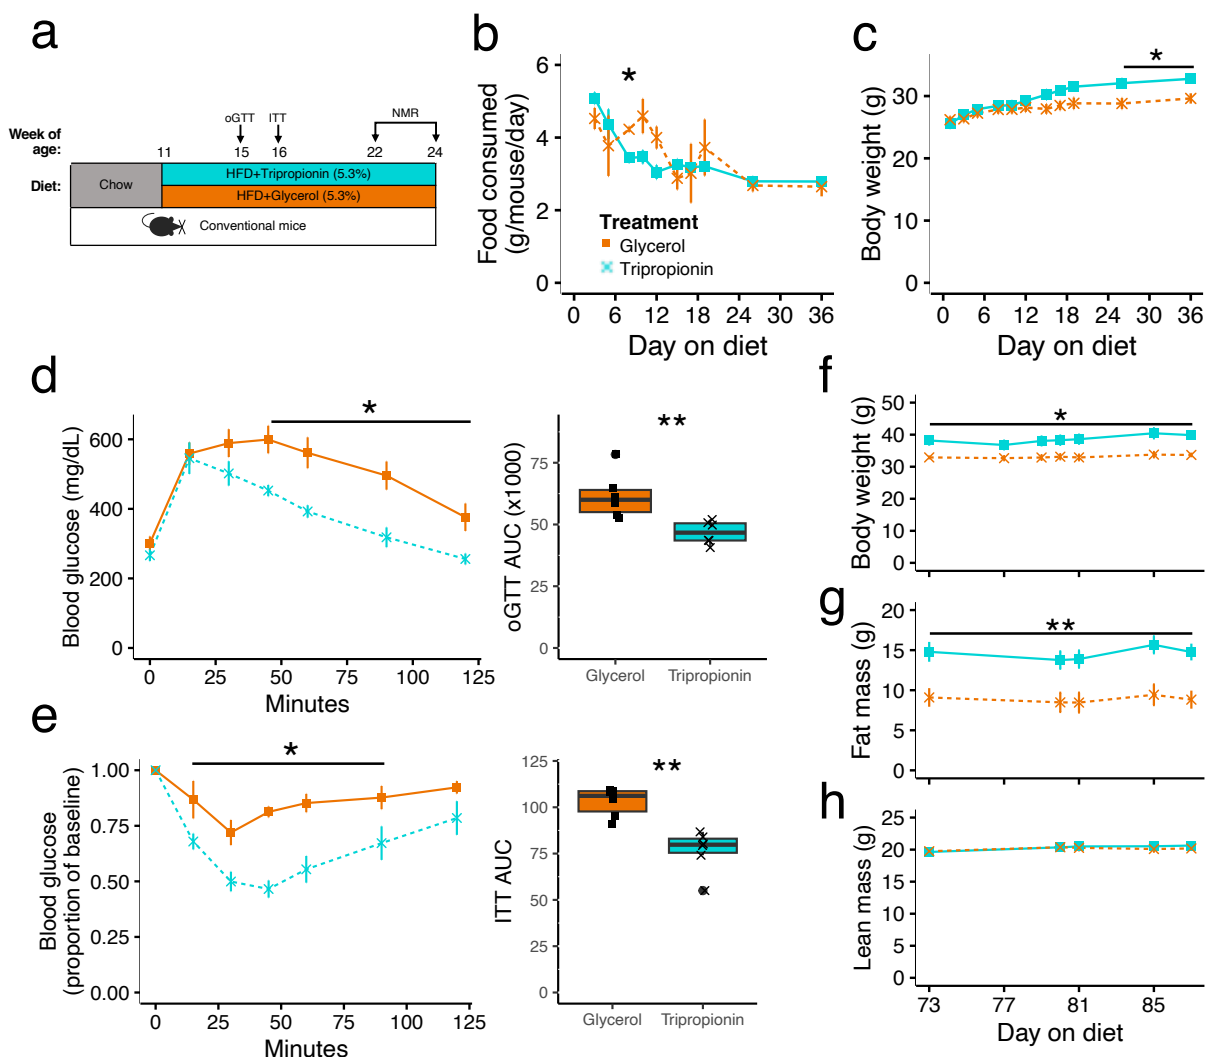 a
Week of
age:
oGTT
ITT
NMR
11
15
16
22
24
Diet:
Chow
HFD+Tripropionin (5.3%)
HFD+Glycerol (5.3%)
Conventional mice
b
Food consumed
(g/mouse/day)
6
4
2
0
*
Treatment
Glycerol
Tripropionin
0 6 12 18 24 30 36
Day on diet
c
Body weight (g)
30
20
10
0
*
0 6 12 18 24 30 36
Day on diet
d
Blood glucose (mg/dL)
600
400
200
0
*
0 25 50 75 100 125
Minutes
oGTT AUC (x1000)
75
50
25
0
**
Glycerol Tripropionin
e
Blood glucose
(proportion of baseline)
1.00
0.75
0.50
0.25
0.00
*
0 25 50 75 100 125
Minutes
ITT AUC
125
100
75
50
25
0
**
Glycerol Tripropionin
f
Body weight (g)
50
40
30
20
10
0
*
g
Fat mass (g)
20
15
10
5
0
**
h
Lean mass (g)
25
20
15
10
5
0
73 77 81 85
Day on diet